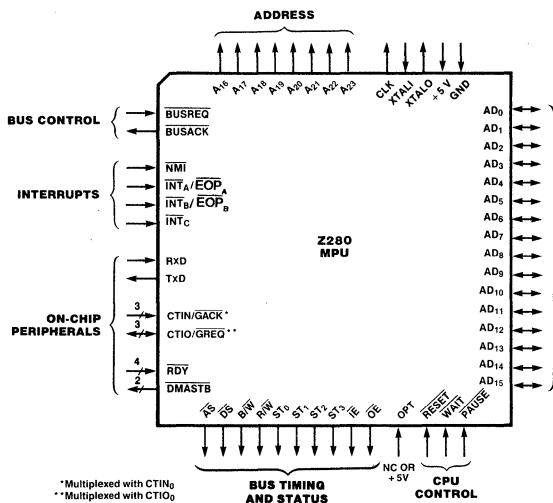 ADDRESS
A16 A17 A18 A19 A20 A21 A22 A23
CLK XTALI XTALO +5 V GND
BUS CONTROL
BUSREQ
BUSACK
INTERRUPTS
NMI
INTA/EOPA
INTB/EOPB
INTC
ON-CHIP
PERIPHERALS
RxD
TxD
3 CTIN/GACK*
3 CTIO/GREQ**
4 RDY
2 DMASTB
Z280
MPU
AD0
AD1
AD2
AD3
AD4
AD5
AD6
AD7
AD8
AD9
AD10
AD11
AD12
AD13
AD14
AD15
AS DS B/W R/W ST0 ST1 ST2 ST3 IE OE OPT RESET WAIT PAUSE
BUS TIMING
AND STATUS
NC OR
+5V
CPU
CONTROL
*Multiplexed with CTIN0
**Multiplexed with CTIO0